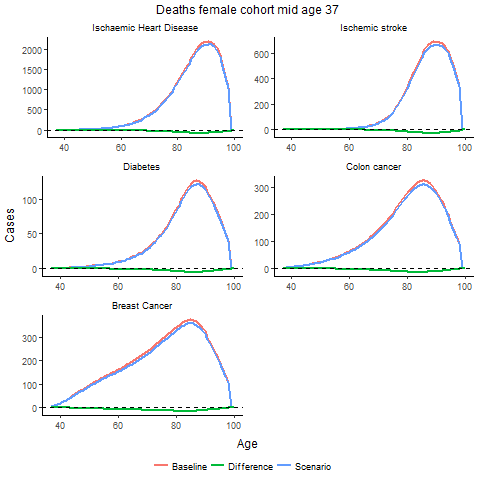 Deaths female cohort mid age 37
Ischaemic Heart Disease
Ischemic stroke
2000
1500
1000
500
0
40 60 80 100
600
400
200
0
40 60 80 100
Diabetes
Colon cancer
100
50
0
40 60 80 100
300
200
100
0
40 60 80 100
Breast Cancer
300
200
100
0
40 60 80 100
Cases
Age
Baseline Difference Scenario